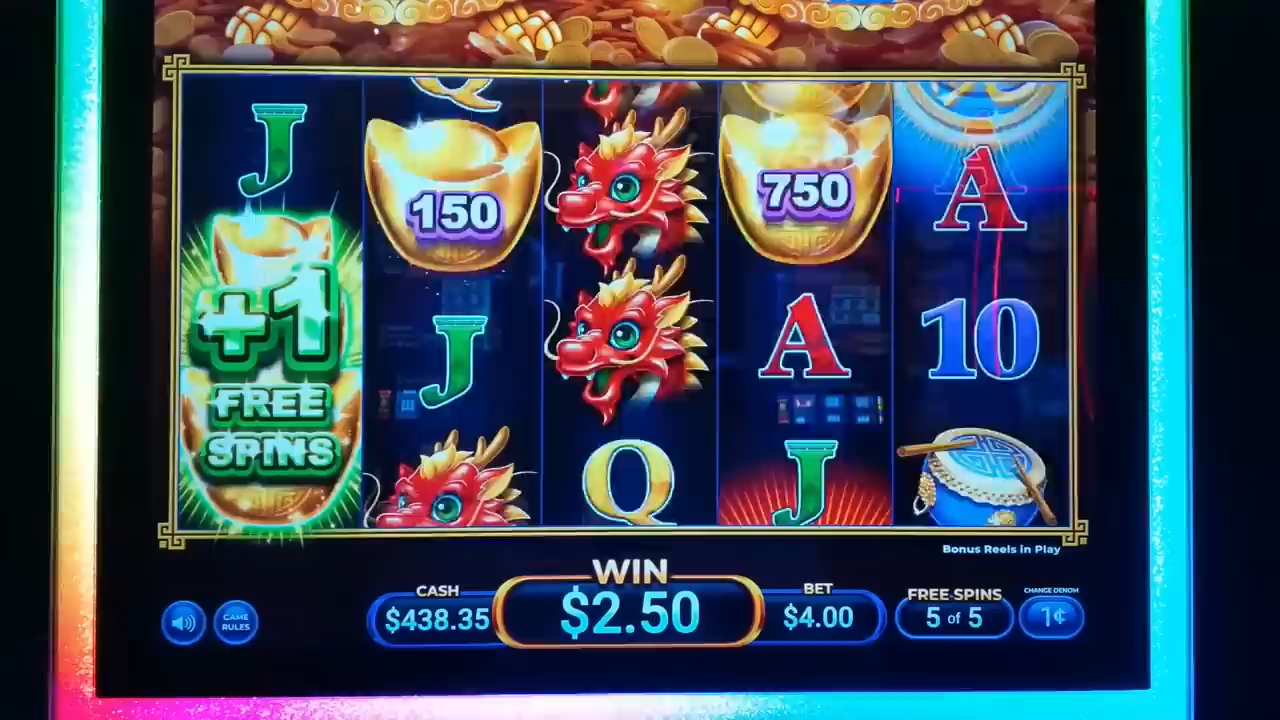 J
Q
150
750
A
+1
FREE
SPINS
J
A
10
Q
J
Bonus Reels in Play
GAME
RULES
CASH
$438.35
WIN
$2.50
BET
$4.00
FREE SPINS
5 of 5
CHANGE DENOM
1¢